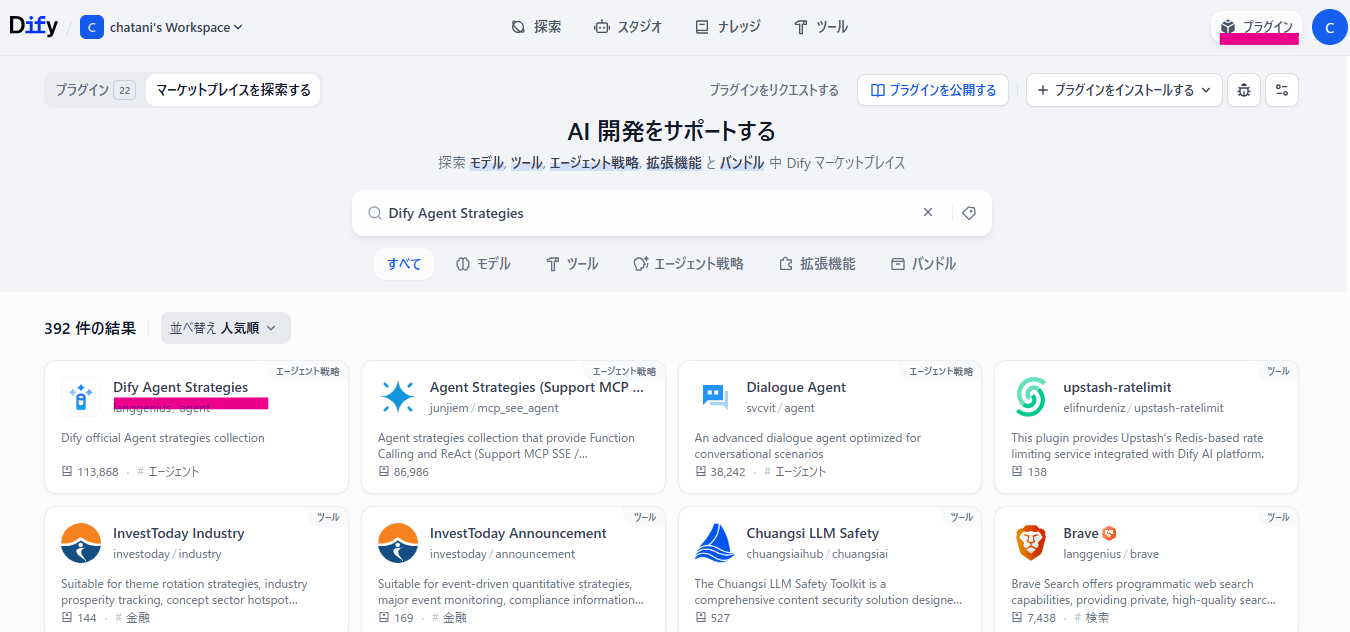 Dify / C chatani's Workspace 探索 スタジオ ナレッジ ツール プラグイン C
プラグイン 22 マーケットプレイスを探索する プラグインをリクエストする プラグインを公開する + プラグインをインストールする
AI 開発をサポートする
探索 モデル, ツール, エージェント戦略, 拡張機能 と バンドル 中 Dify マーケットプレイス
Dify Agent Strategies
すべて モデル ツール エージェント戦略 拡張機能 バンドル
392 件の結果 並べ替え 人気順
エージェント戦略
Dify Agent Strategies
langgenius / agent
Dify official Agent strategies collection
113,868 · # エージェント
エージェント戦略
Agent Strategies (Support MCP ...
junjiem / mcp_see_agent
Agent strategies collection that provide Function
Calling and ReAct (Support MCP SSE /...
86,986
エージェント戦略
Dialogue Agent
svcvit / agent
An advanced dialogue agent optimized for
conversational scenarios
38,242 · # エージェント
ツール
upstash-ratelimit
elifnurdeniz / upstash-ratelimit
This plugin provides Upstash's Redis-based rate
limiting service integrated with Dify AI platform.
138
ツール
InvestToday Industry
investoday / industry
Suitable for theme rotation strategies, industry
prosperity tracking, concept sector hotspot...
144 · # 金融
ツール
InvestToday Announcement
investoday / announcement
Suitable for event-driven quantitative strategies,
major event monitoring, compliance information...
169 · # 金融
ツール
Chuangsi LLM Safety
chuangsiaihub / chuangsiai
The Chuangsi LLM Safety Toolkit is a
comprehensive content security solution designe...
527
ツール
Brave
langgenius / brave
Brave Search offers programmatic web search
capabilities, providing private, high-quality searc...
7,438 · # 検索